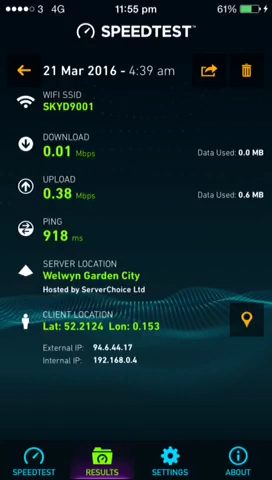 3 4G 11:55 pm 61%
SPEEDTEST™
21 Mar 2016 - 4:39 am
WIFI SSID
SKYD9001
DOWNLOAD
0.01 Mbps Data Used: 0.0 MB
UPLOAD
0.38 Mbps Data Used: 0.6 MB
PING
918 ms
SERVER LOCATION
Welwyn Garden City
Hosted by ServerChoice Ltd
CLIENT LOCATION
Lat: 52.2124 Lon: 0.153
External IP: 94.6.44.17
Internal IP: 192.168.0.4
SPEEDTEST RESULTS SETTINGS ABOUT